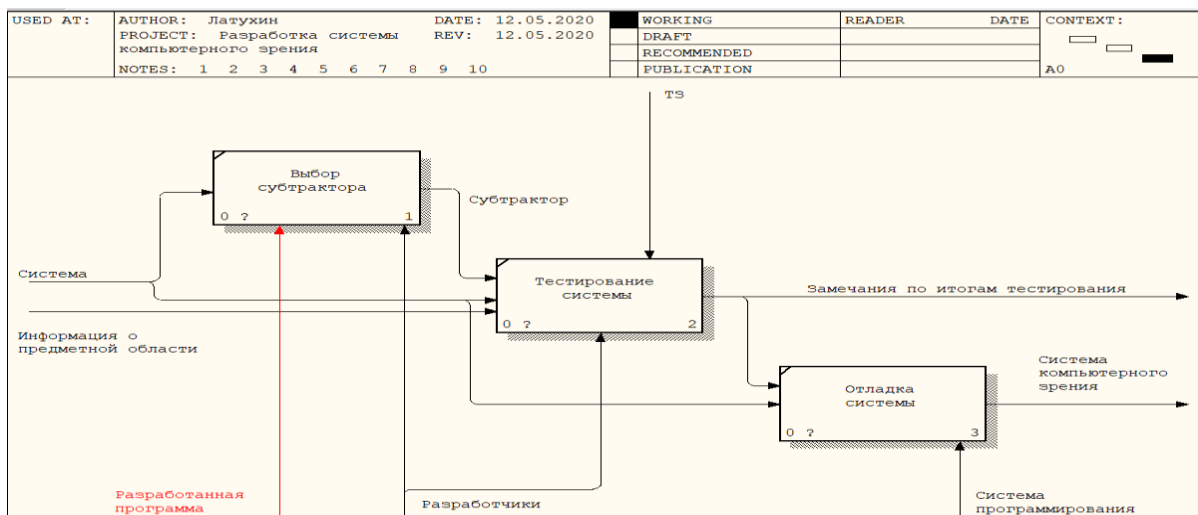 USED AT:
AUTHOR: Латухин DATE: 12.05.2020
PROJECT: Разработка системы REV: 12.05.2020
компьютерного зрения
NOTES: 1 2 3 4 5 6 7 8 9 10
WORKING
DRAFT
RECOMMENDED
PUBLICATION
READER DATE
CONTEXT:
A0
ТЗ
Выбор
субтрактора
0 ? 1
Субтрактор
Система
Тестирование
системы
0 ? 2
Замечания по итогам тестирования
Информация о
предметной области
Система
компьютерного
зрения
Отладка
системы
0 ? 3
Разработанная
программа
Разработчики
Система
программирования